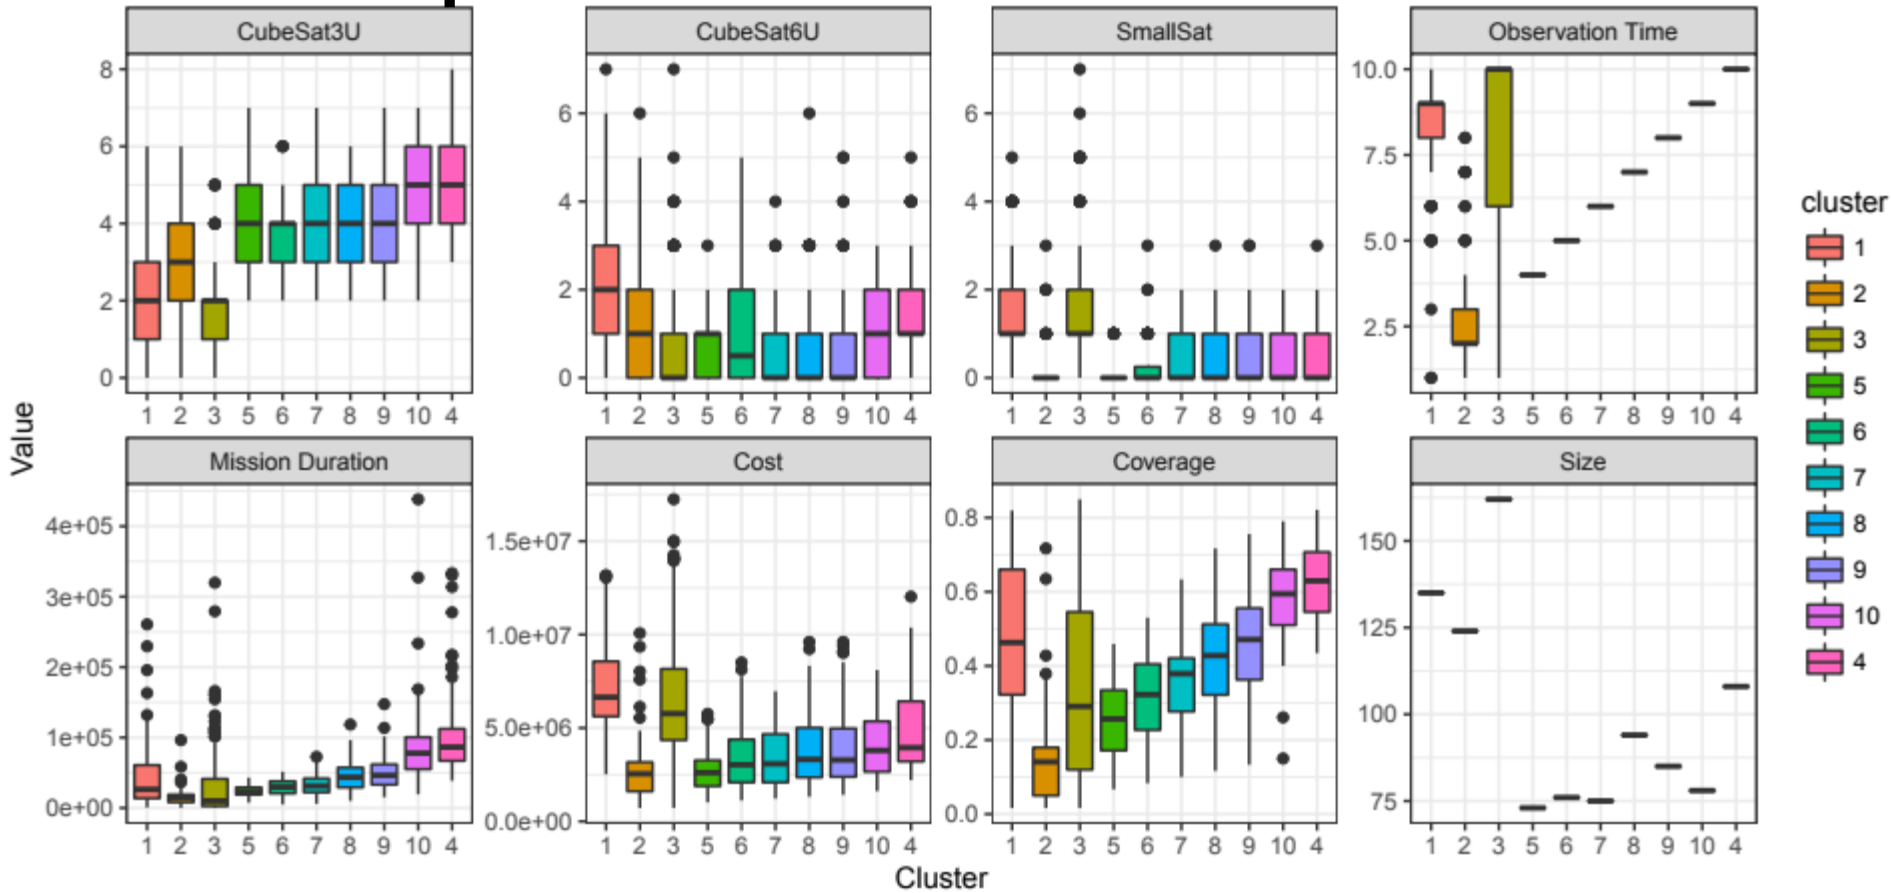 CubeSat3U CubeSat6U SmallSat Observation Time
8 6 4 2 0
6 4 2 0
6 4 2 0
10.0 7.5 5.0 2.5
1 2 3 5 6 7 8 9 10 4
1 2 3 5 6 7 8 9 10 4
1 2 3 5 6 7 8 9 10 4
1 2 3 5 6 7 8 9 10 4
Value
Mission Duration Cost Coverage Size
4e+05 3e+05 2e+05 1e+05 0e+00
1.5e+07 1.0e+07 5.0e+06 0.0e+00
0.8 0.6 0.4 0.2 0.0
150 125 100 75
1 2 3 5 6 7 8 9 10 4
1 2 3 5 6 7 8 9 10 4
1 2 3 5 6 7 8 9 10 4
1 2 3 5 6 7 8 9 10 4
Cluster
cluster
1
2
3
5
6
7
8
9
10
4